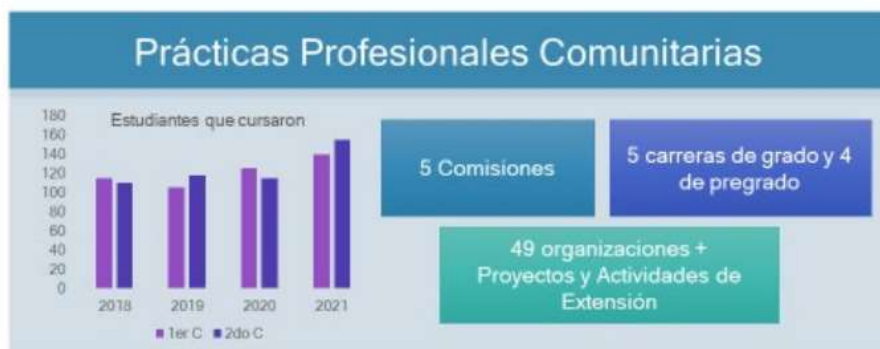 Prácticas Profesionales Comunitarias
Estudiantes que cursaron
180
160
140
120
100
80
60
40
20
0
2018 2019 2020 2021
1er C 2do C
5 Comisiones
5 carreras de grado y 4
de pregrado
49 organizaciones +
Proyectos y Actividades de
Extensión